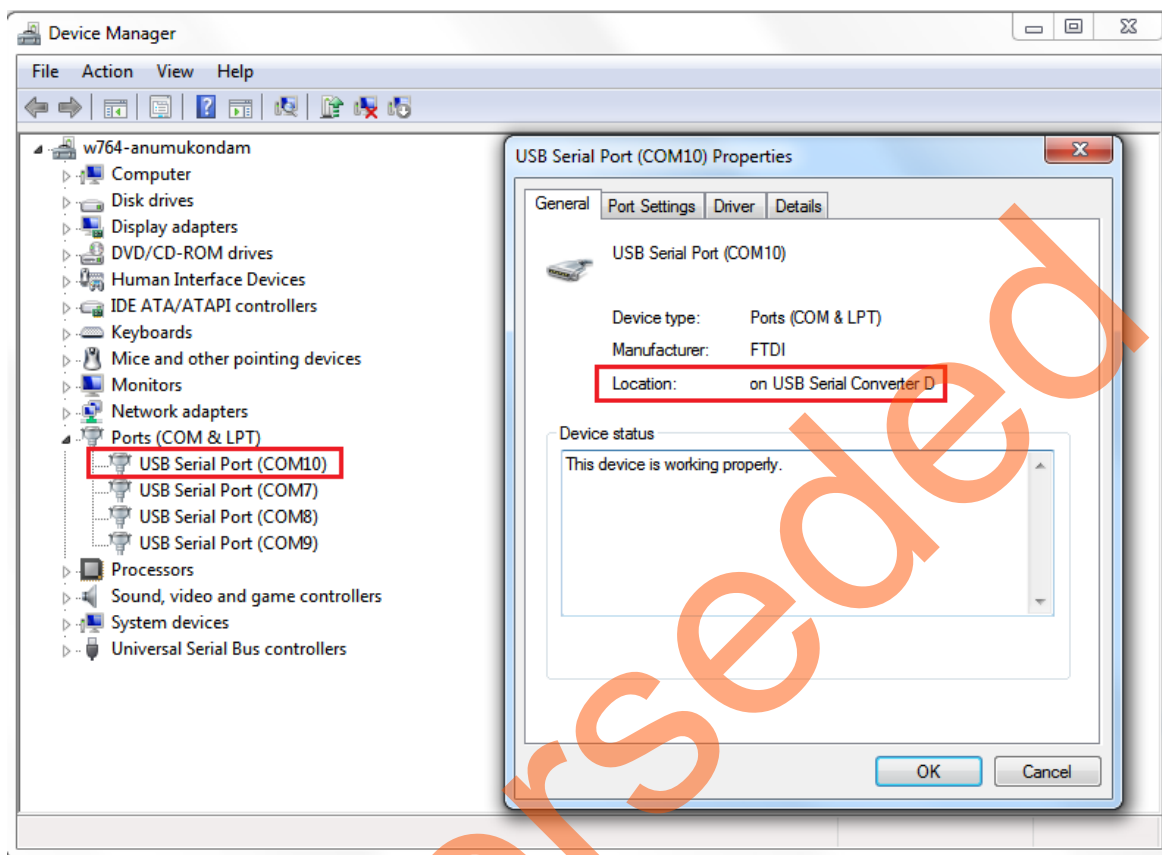 Device Manager
File Action View Help
w764-anumukondam
Computer
Disk drives
Display adapters
DVD/CD-ROM drives
Human Interface Devices
IDE ATA/ATAPI controllers
Keyboards
Mice and other pointing devices
Monitors
Network adapters
Ports (COM & LPT)
USB Serial Port (COM10)
USB Serial Port (COM7)
USB Serial Port (COM8)
USB Serial Port (COM9)
Processors
Sound, video and game controllers
System devices
Universal Serial Bus controllers
USB Serial Port (COM10) Properties
General Port Settings Driver Details
USB Serial Port (COM10)
Device type: Ports (COM & LPT)
Manufacturer: FTDI
Location: on USB Serial Converter D
Device status
This device is working properly.
OK Cancel
erseded